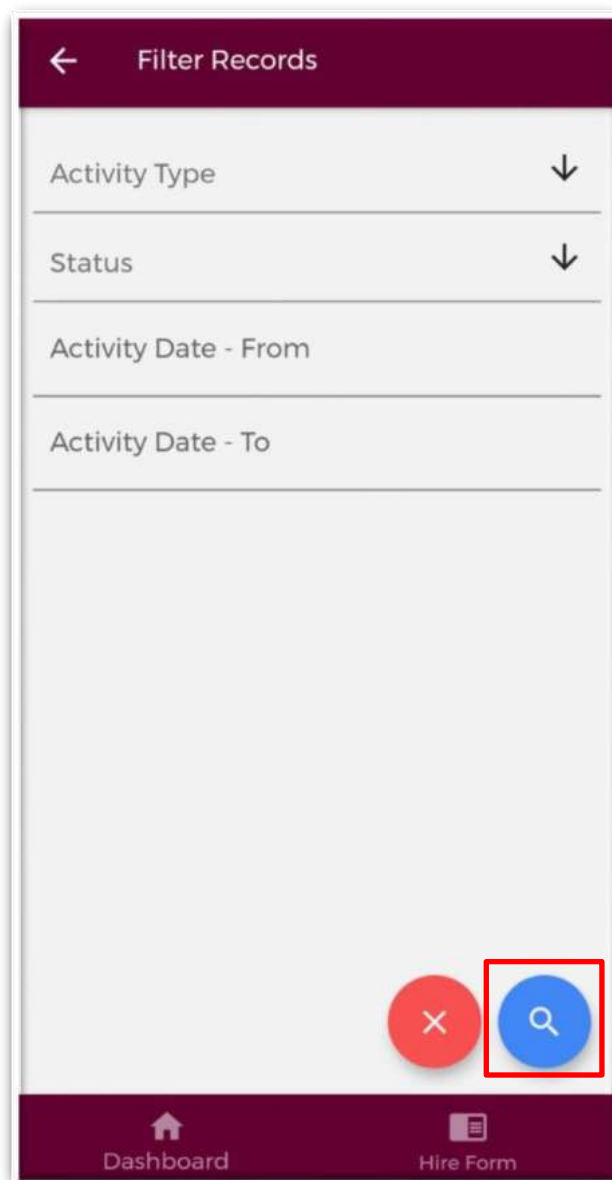 Filter Records
Activity Type
Status
Activity Date - From
Activity Date - To
Dashboard
Hire Form